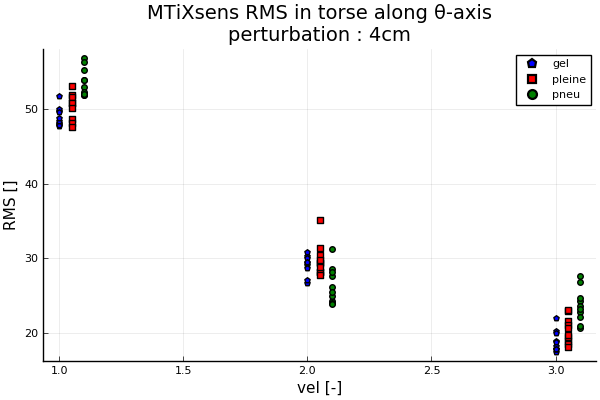 MTiXsens RMS in torse along θ-axis
perturbation : 4cm
gel
pleine
pneu
RMS []
50
40
30
20
1.0
1.5
2.0
2.5
3.0
vel [-]